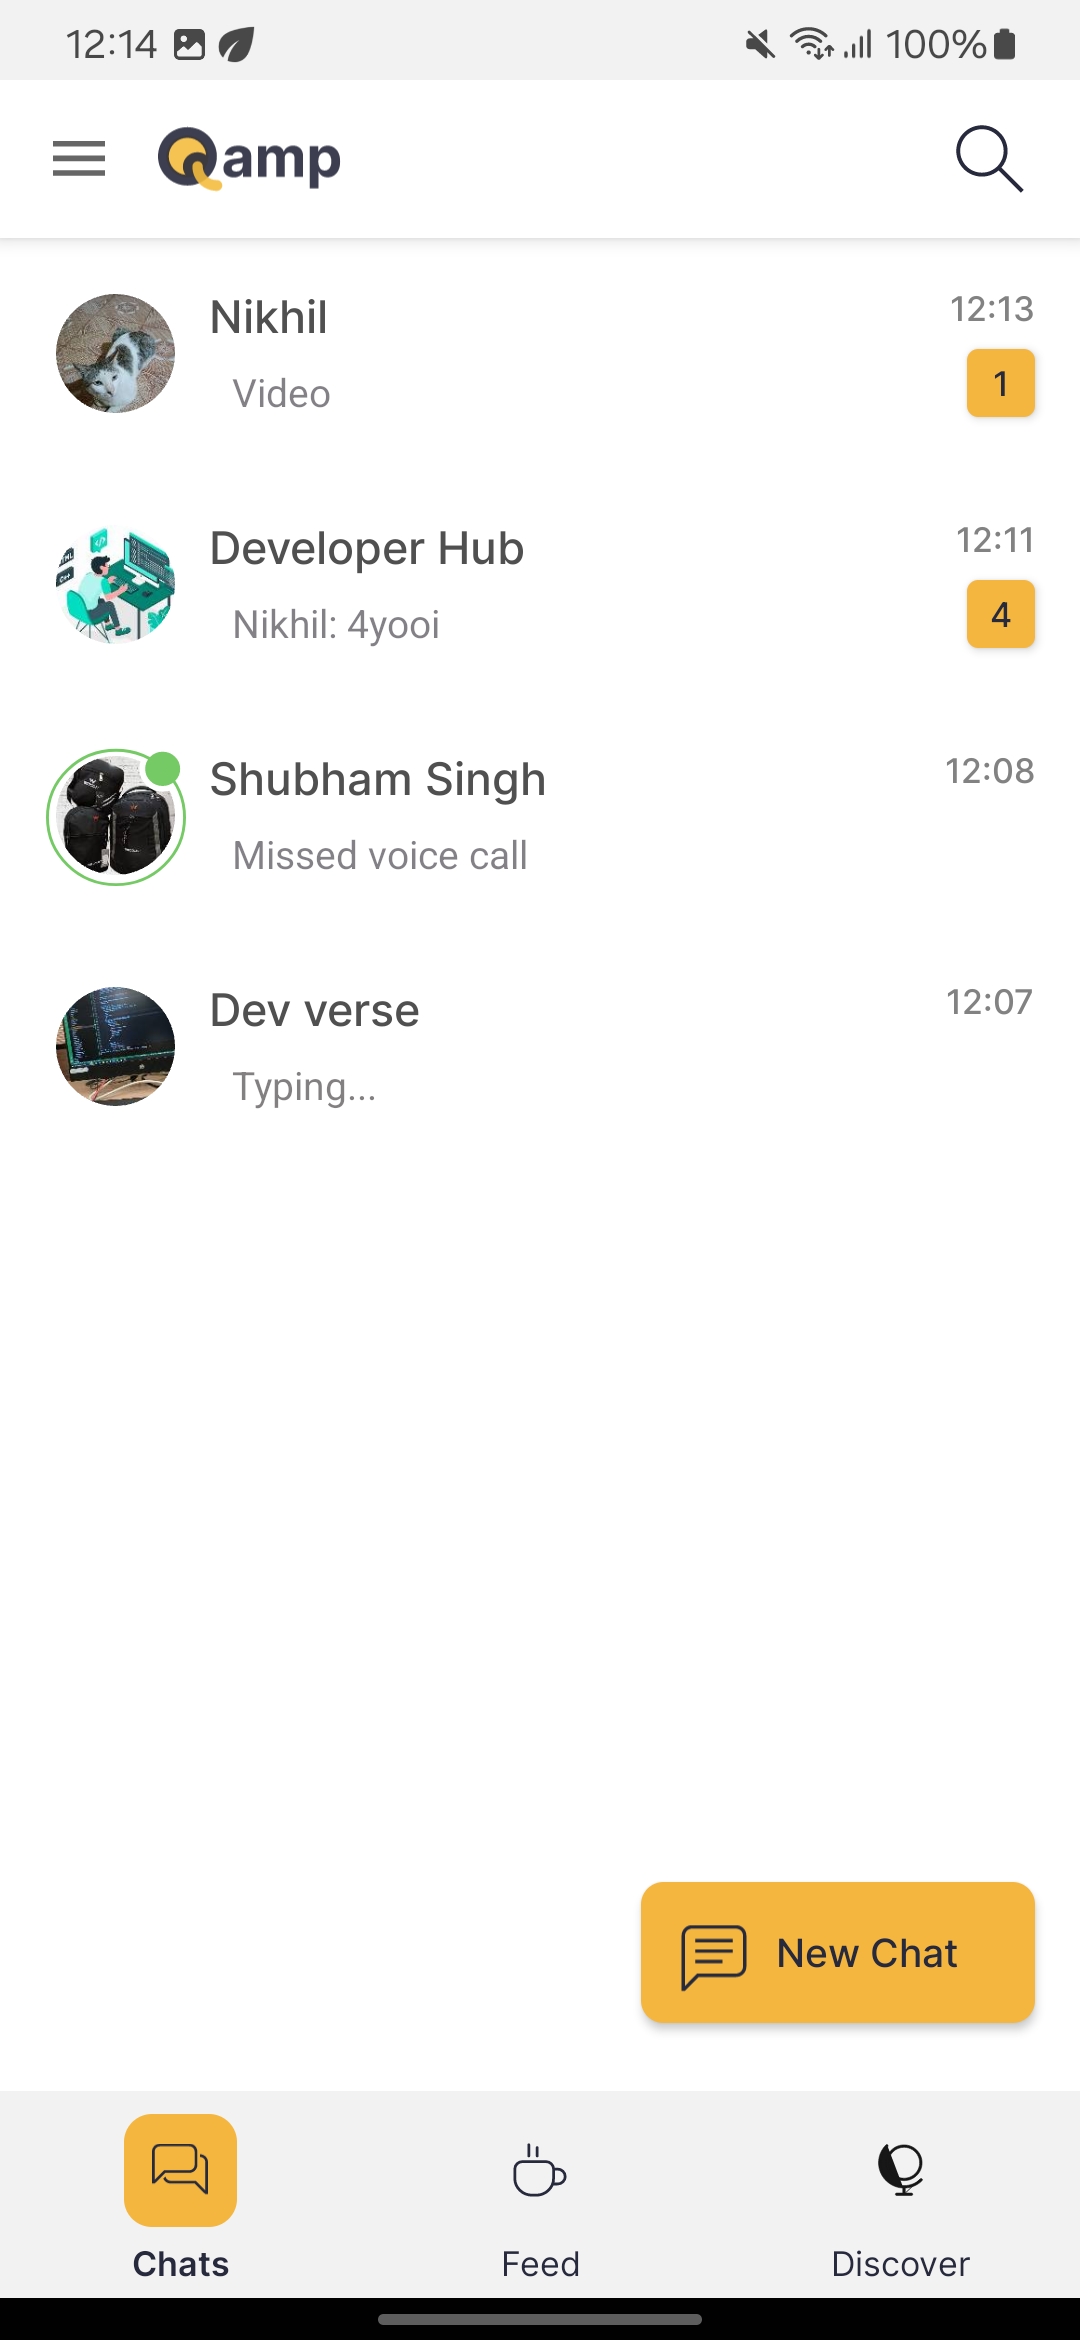 12:14
100%
Qamp
Nikhil
12:13
Video
1
Developer Hub
12:11
Nikhil: 4yooi
4
Shubham Singh
12:08
Missed voice call
Dev verse
12:07
Typing...
New Chat
Chats
Feed
Discover